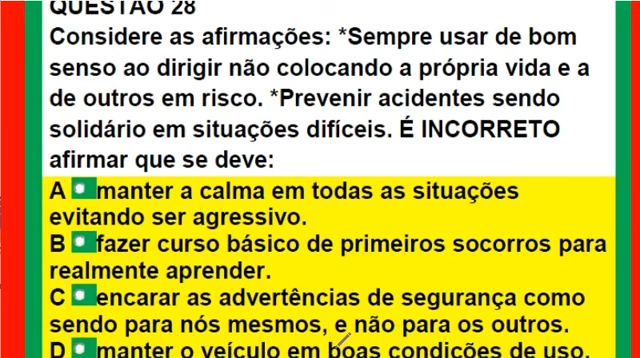 QUESTÃO 28
Considere as afirmações: *Sempre usar de bom
senso ao dirigir não colocando a própria vida e a
de outros em risco. *Prevenir acidentes sendo
solidário em situações difíceis. É INCORRETO
afirmar que se deve:
A manter a calma em todas as situações
evitando ser agressivo.
B fazer curso básico de primeiros socorros para
realmente aprender.
C encarar as advertências de segurança como
sendo para nós mesmos, e não para os outros.
D manter o veículo em boas condições de uso.